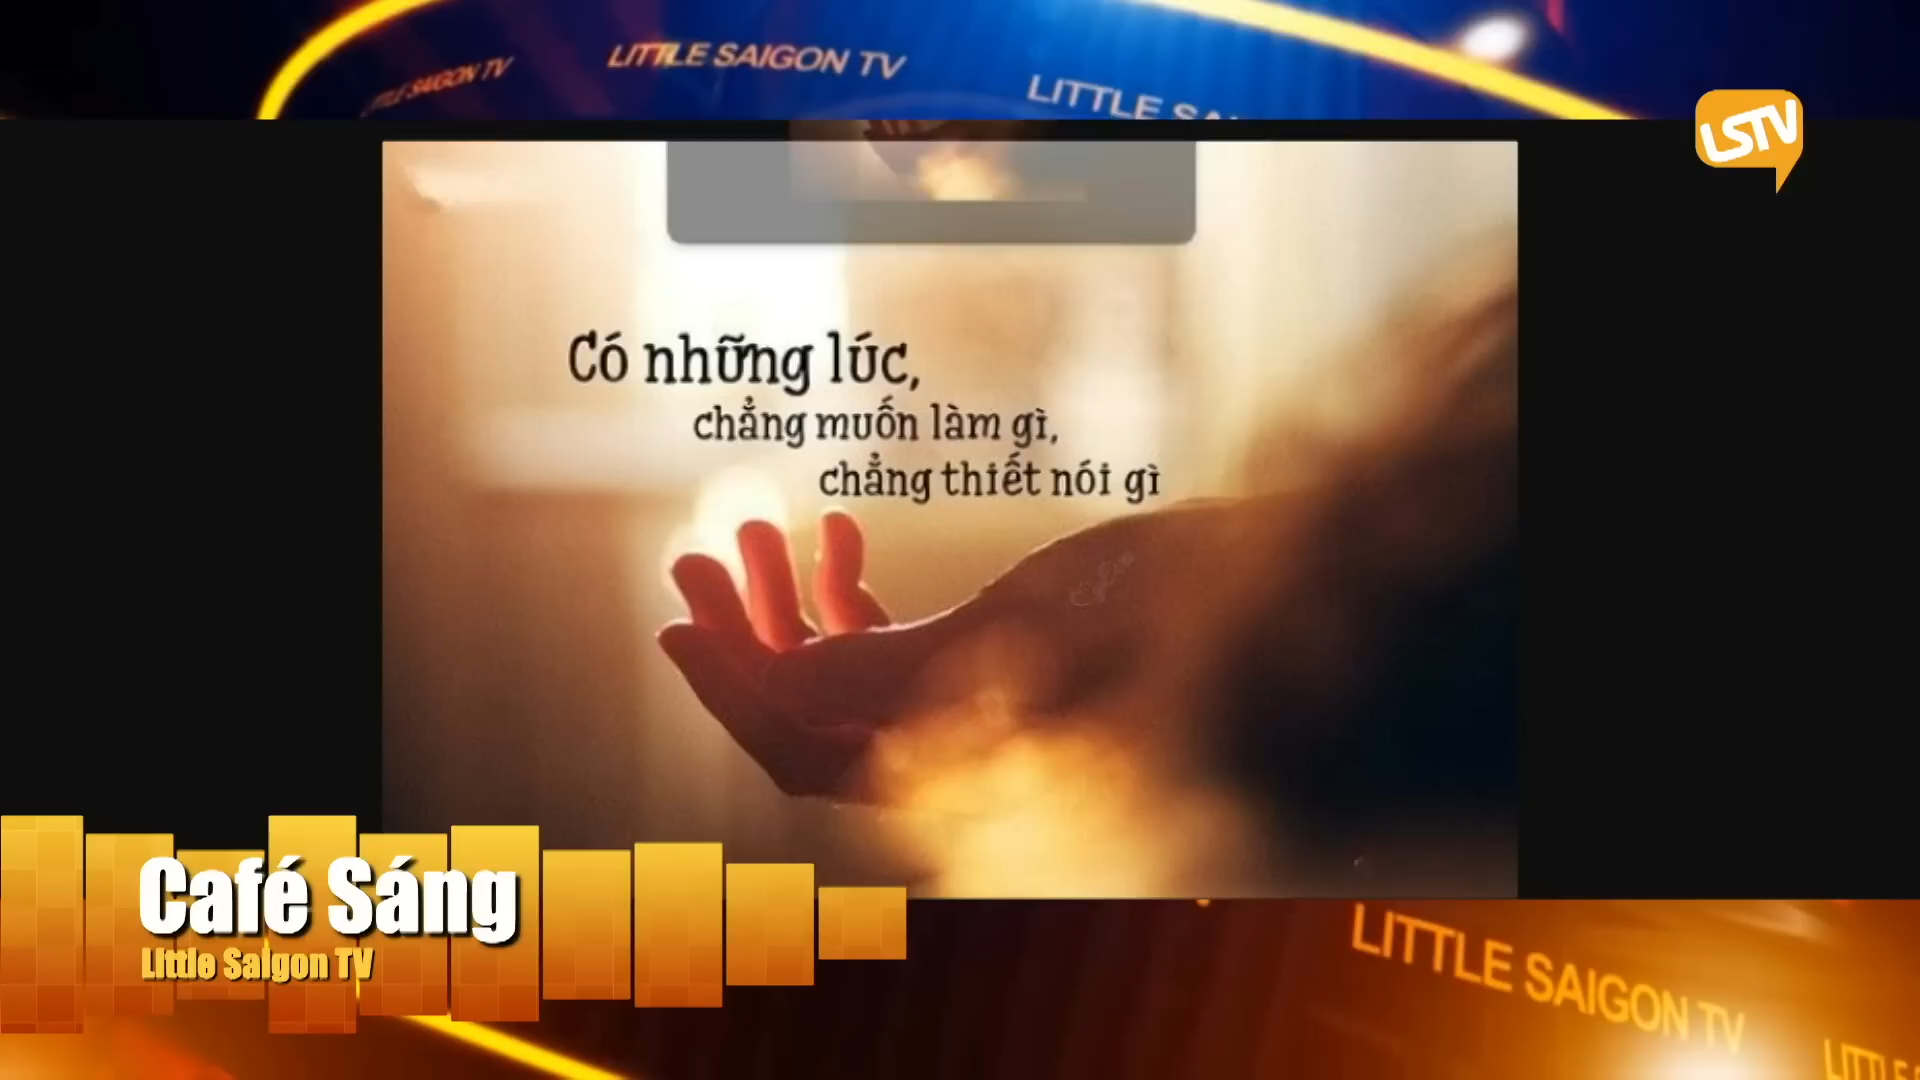 LITTLE SAIGON TV
LITTLE SAIGON TV
LITTLE
LSTV
Có những lúc,
chẳng muốn làm gì,
chẳng thiết nói gì
Café Sáng
Little Saigon TV
LITTLE SAIGON TV
LITTLE